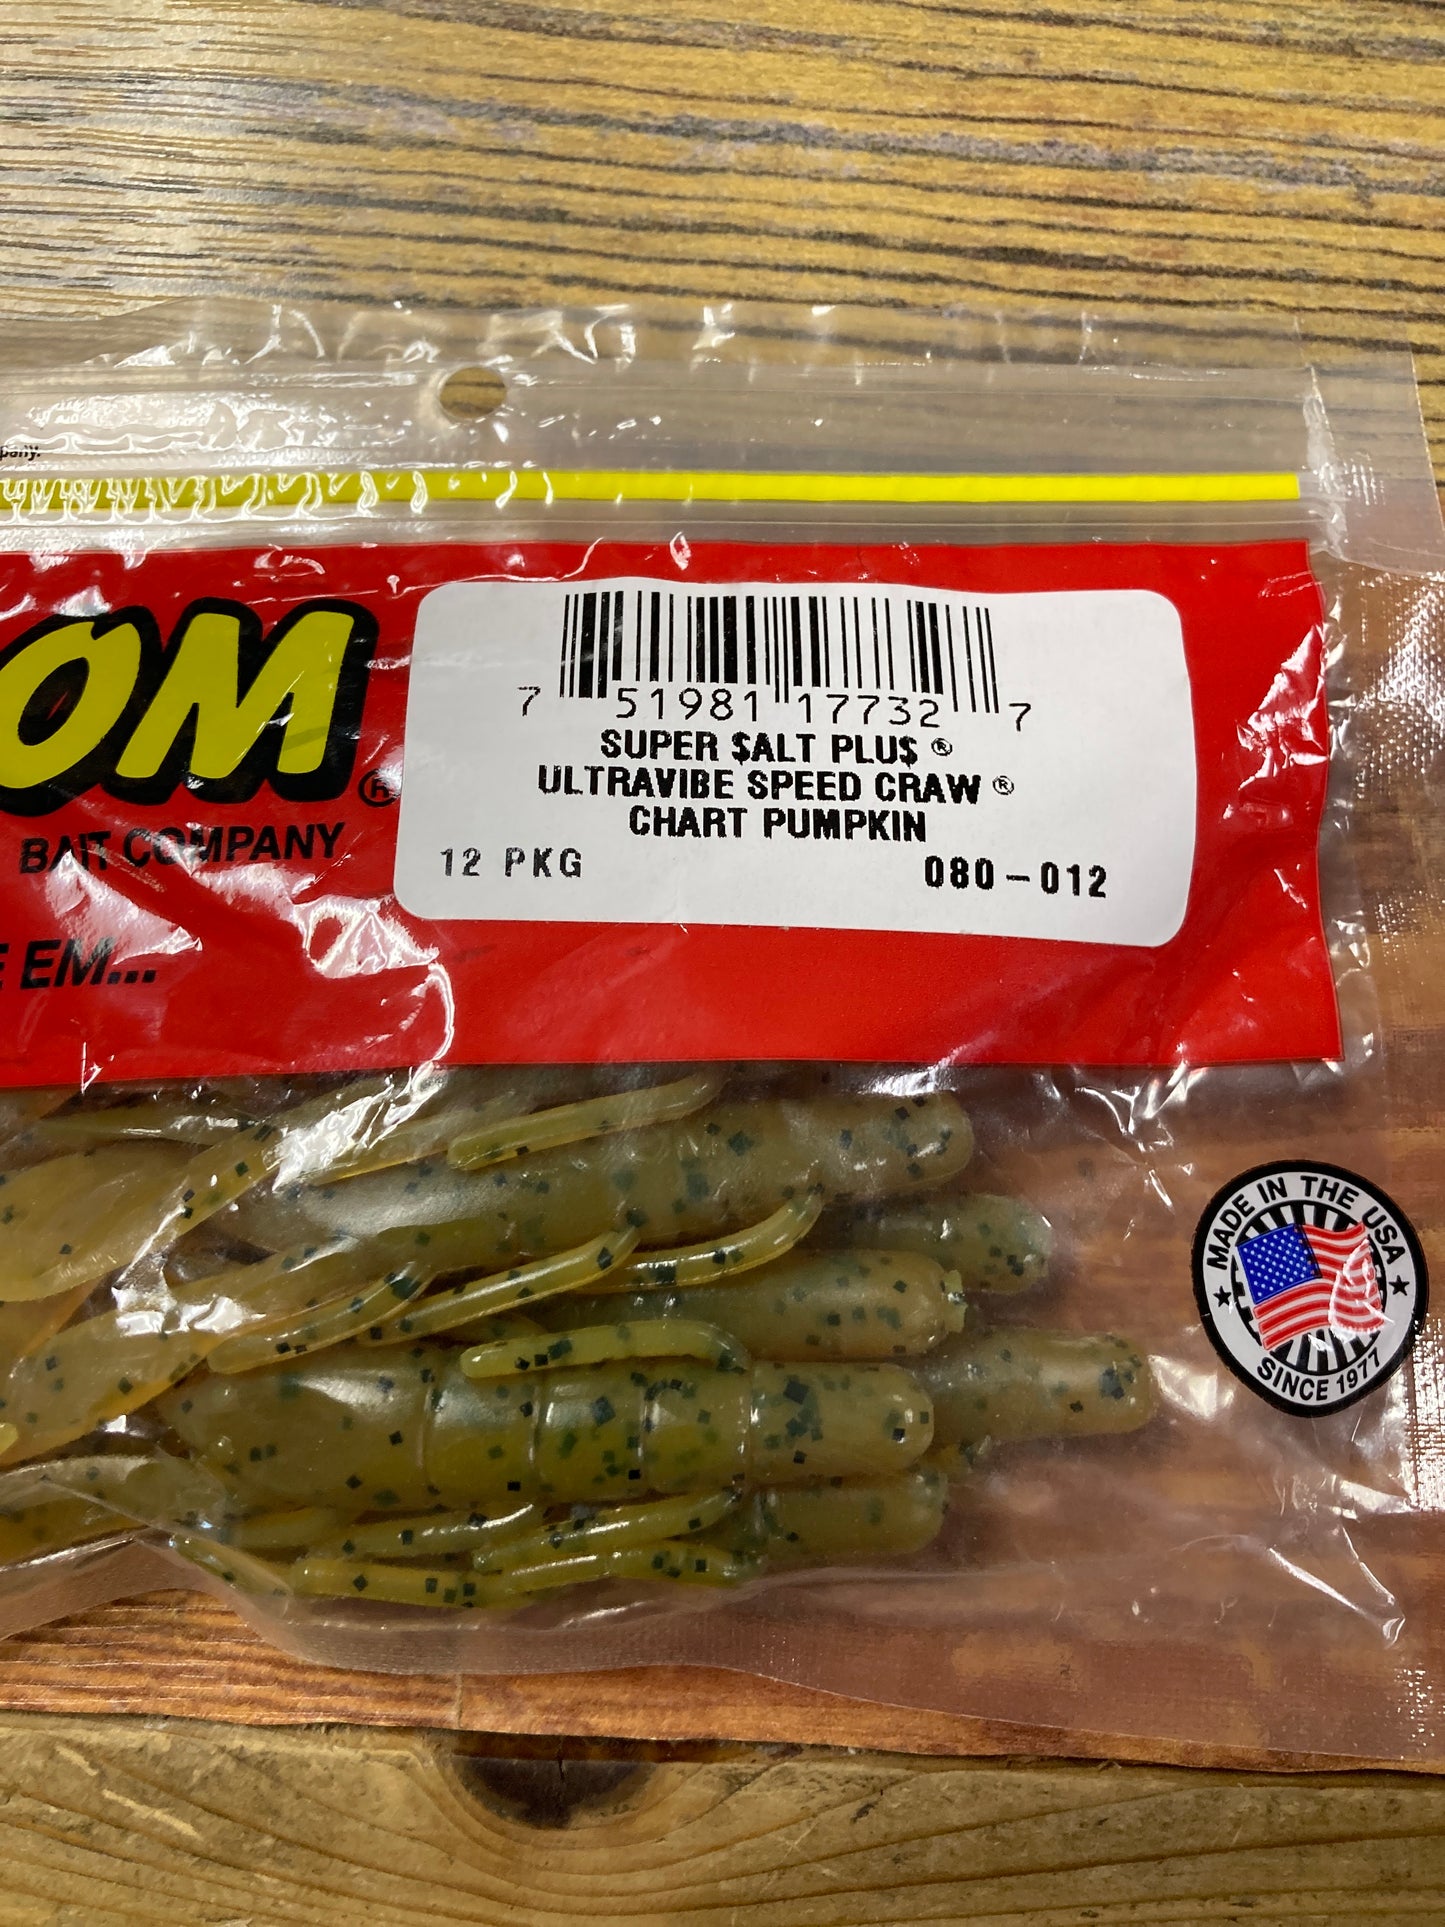 pany.
OM®
BAIT COMPANY
E EM...
7 51981 17732 7
SUPER $ALT PLU$ ®
ULTRAVIBE SPEED CRAW ®
CHART PUMPKIN
12 PKG 080-012
MADE IN THE USA
SINCE 1977